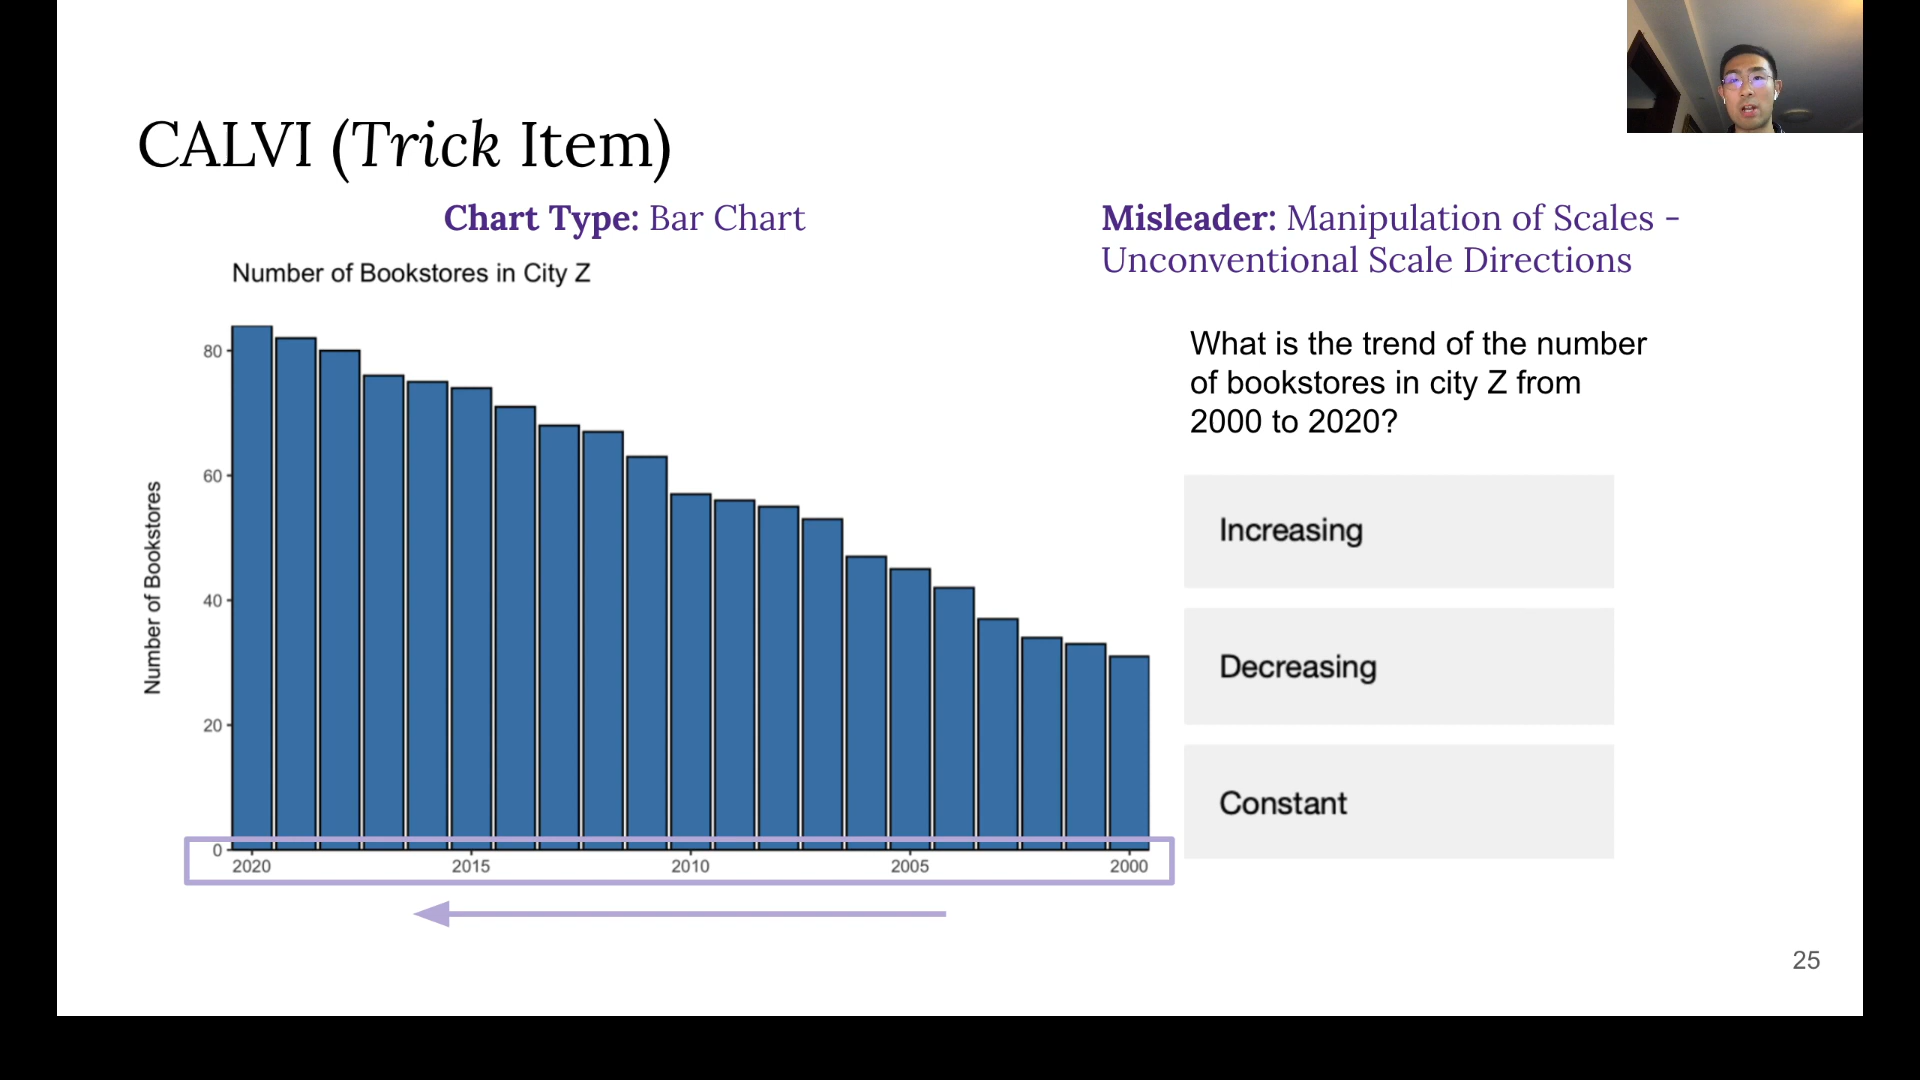 CALVI (Trick Item)
Chart Type: Bar Chart
Misleader: Manipulation of Scales -
Unconventional Scale Directions
Number of Bookstores in City Z
Number of Bookstores
80
60
40
20
0
2020 2015 2010 2005 2000
What is the trend of the number
of bookstores in city Z from
2000 to 2020?
Increasing
Decreasing
Constant
25